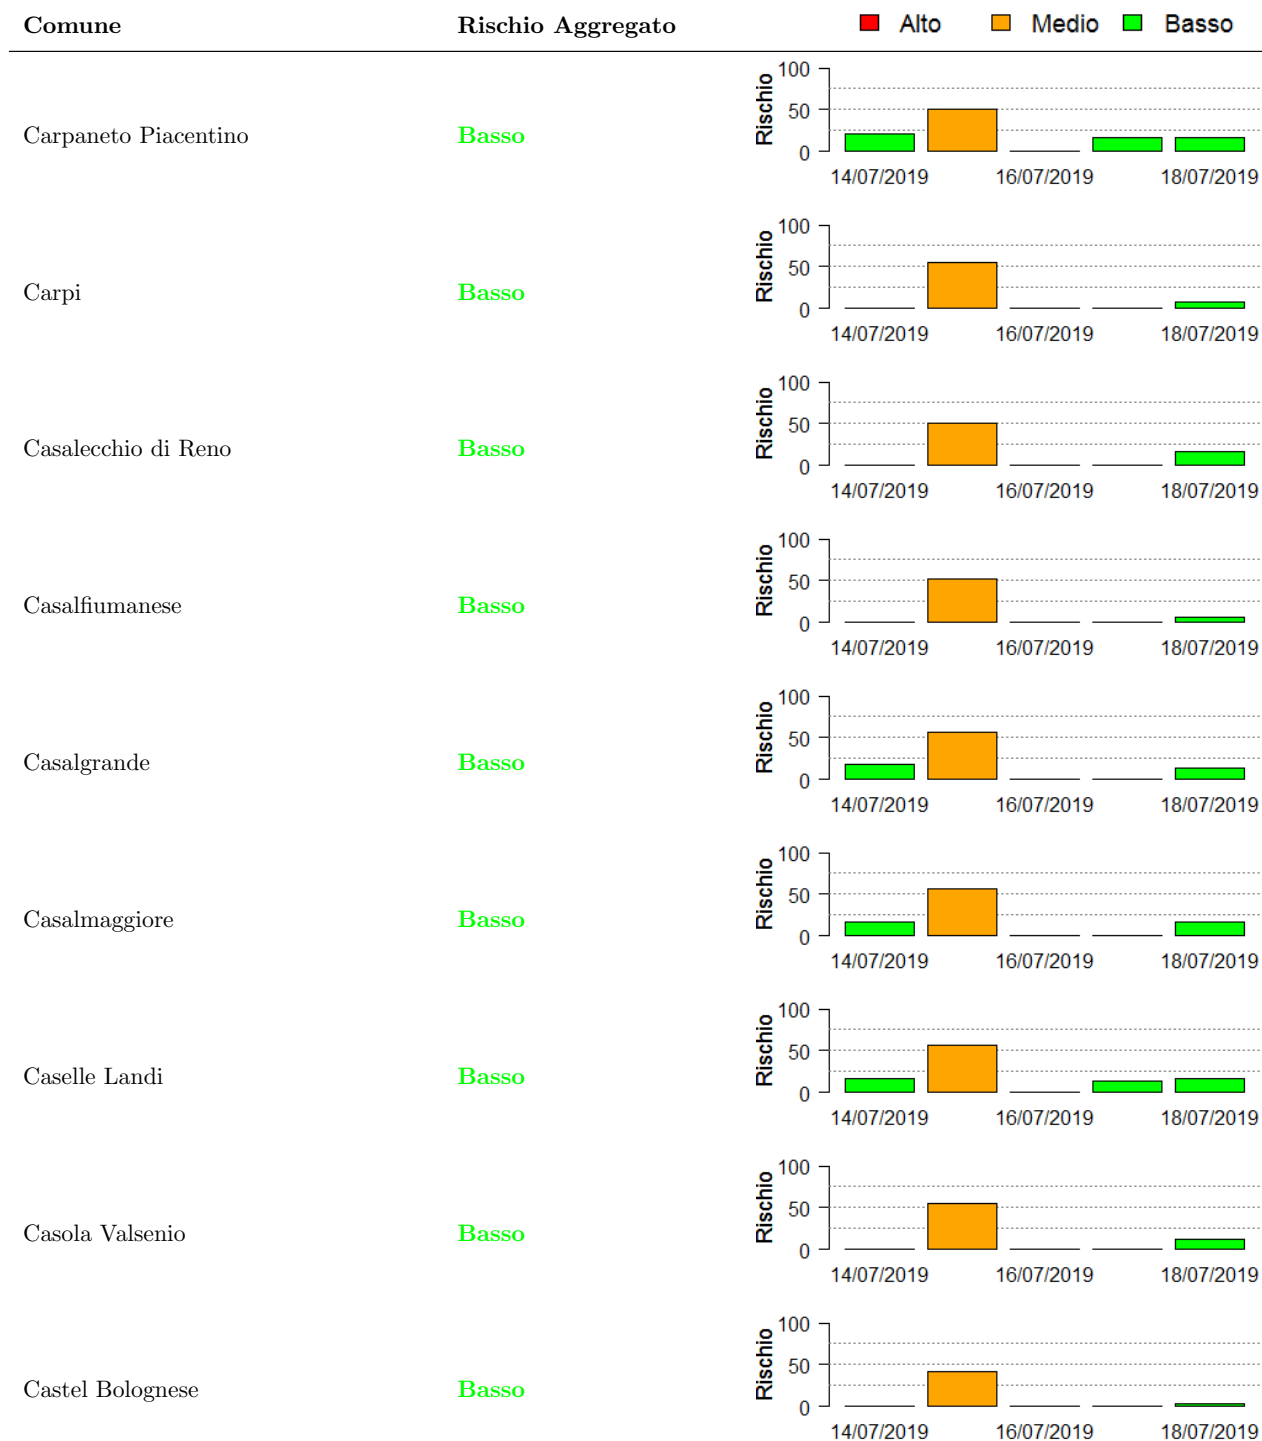 Comune Rischio Aggregato Alto Medio Basso
100
50
0
Rischio
Carpaneto Piacentino Basso
14/07/2019 16/07/2019 18/07/2019
100
50
0
Rischio
Carpi Basso
14/07/2019 16/07/2019 18/07/2019
100
50
0
Rischio
Casalecchio di Reno Basso
14/07/2019 16/07/2019 18/07/2019
100
50
0
Rischio
Casalfiumanese Basso
14/07/2019 16/07/2019 18/07/2019
100
50
0
Rischio
Casalgrande Basso
14/07/2019 16/07/2019 18/07/2019
100
50
0
Rischio
Casalmaggiore Basso
14/07/2019 16/07/2019 18/07/2019
100
50
0
Rischio
Caselle Landi Basso
14/07/2019 16/07/2019 18/07/2019
100
50
0
Rischio
Casola Valsenio Basso
14/07/2019 16/07/2019 18/07/2019
100
50
0
Rischio
Castel Bolognese Basso
14/07/2019 16/07/2019 18/07/2019